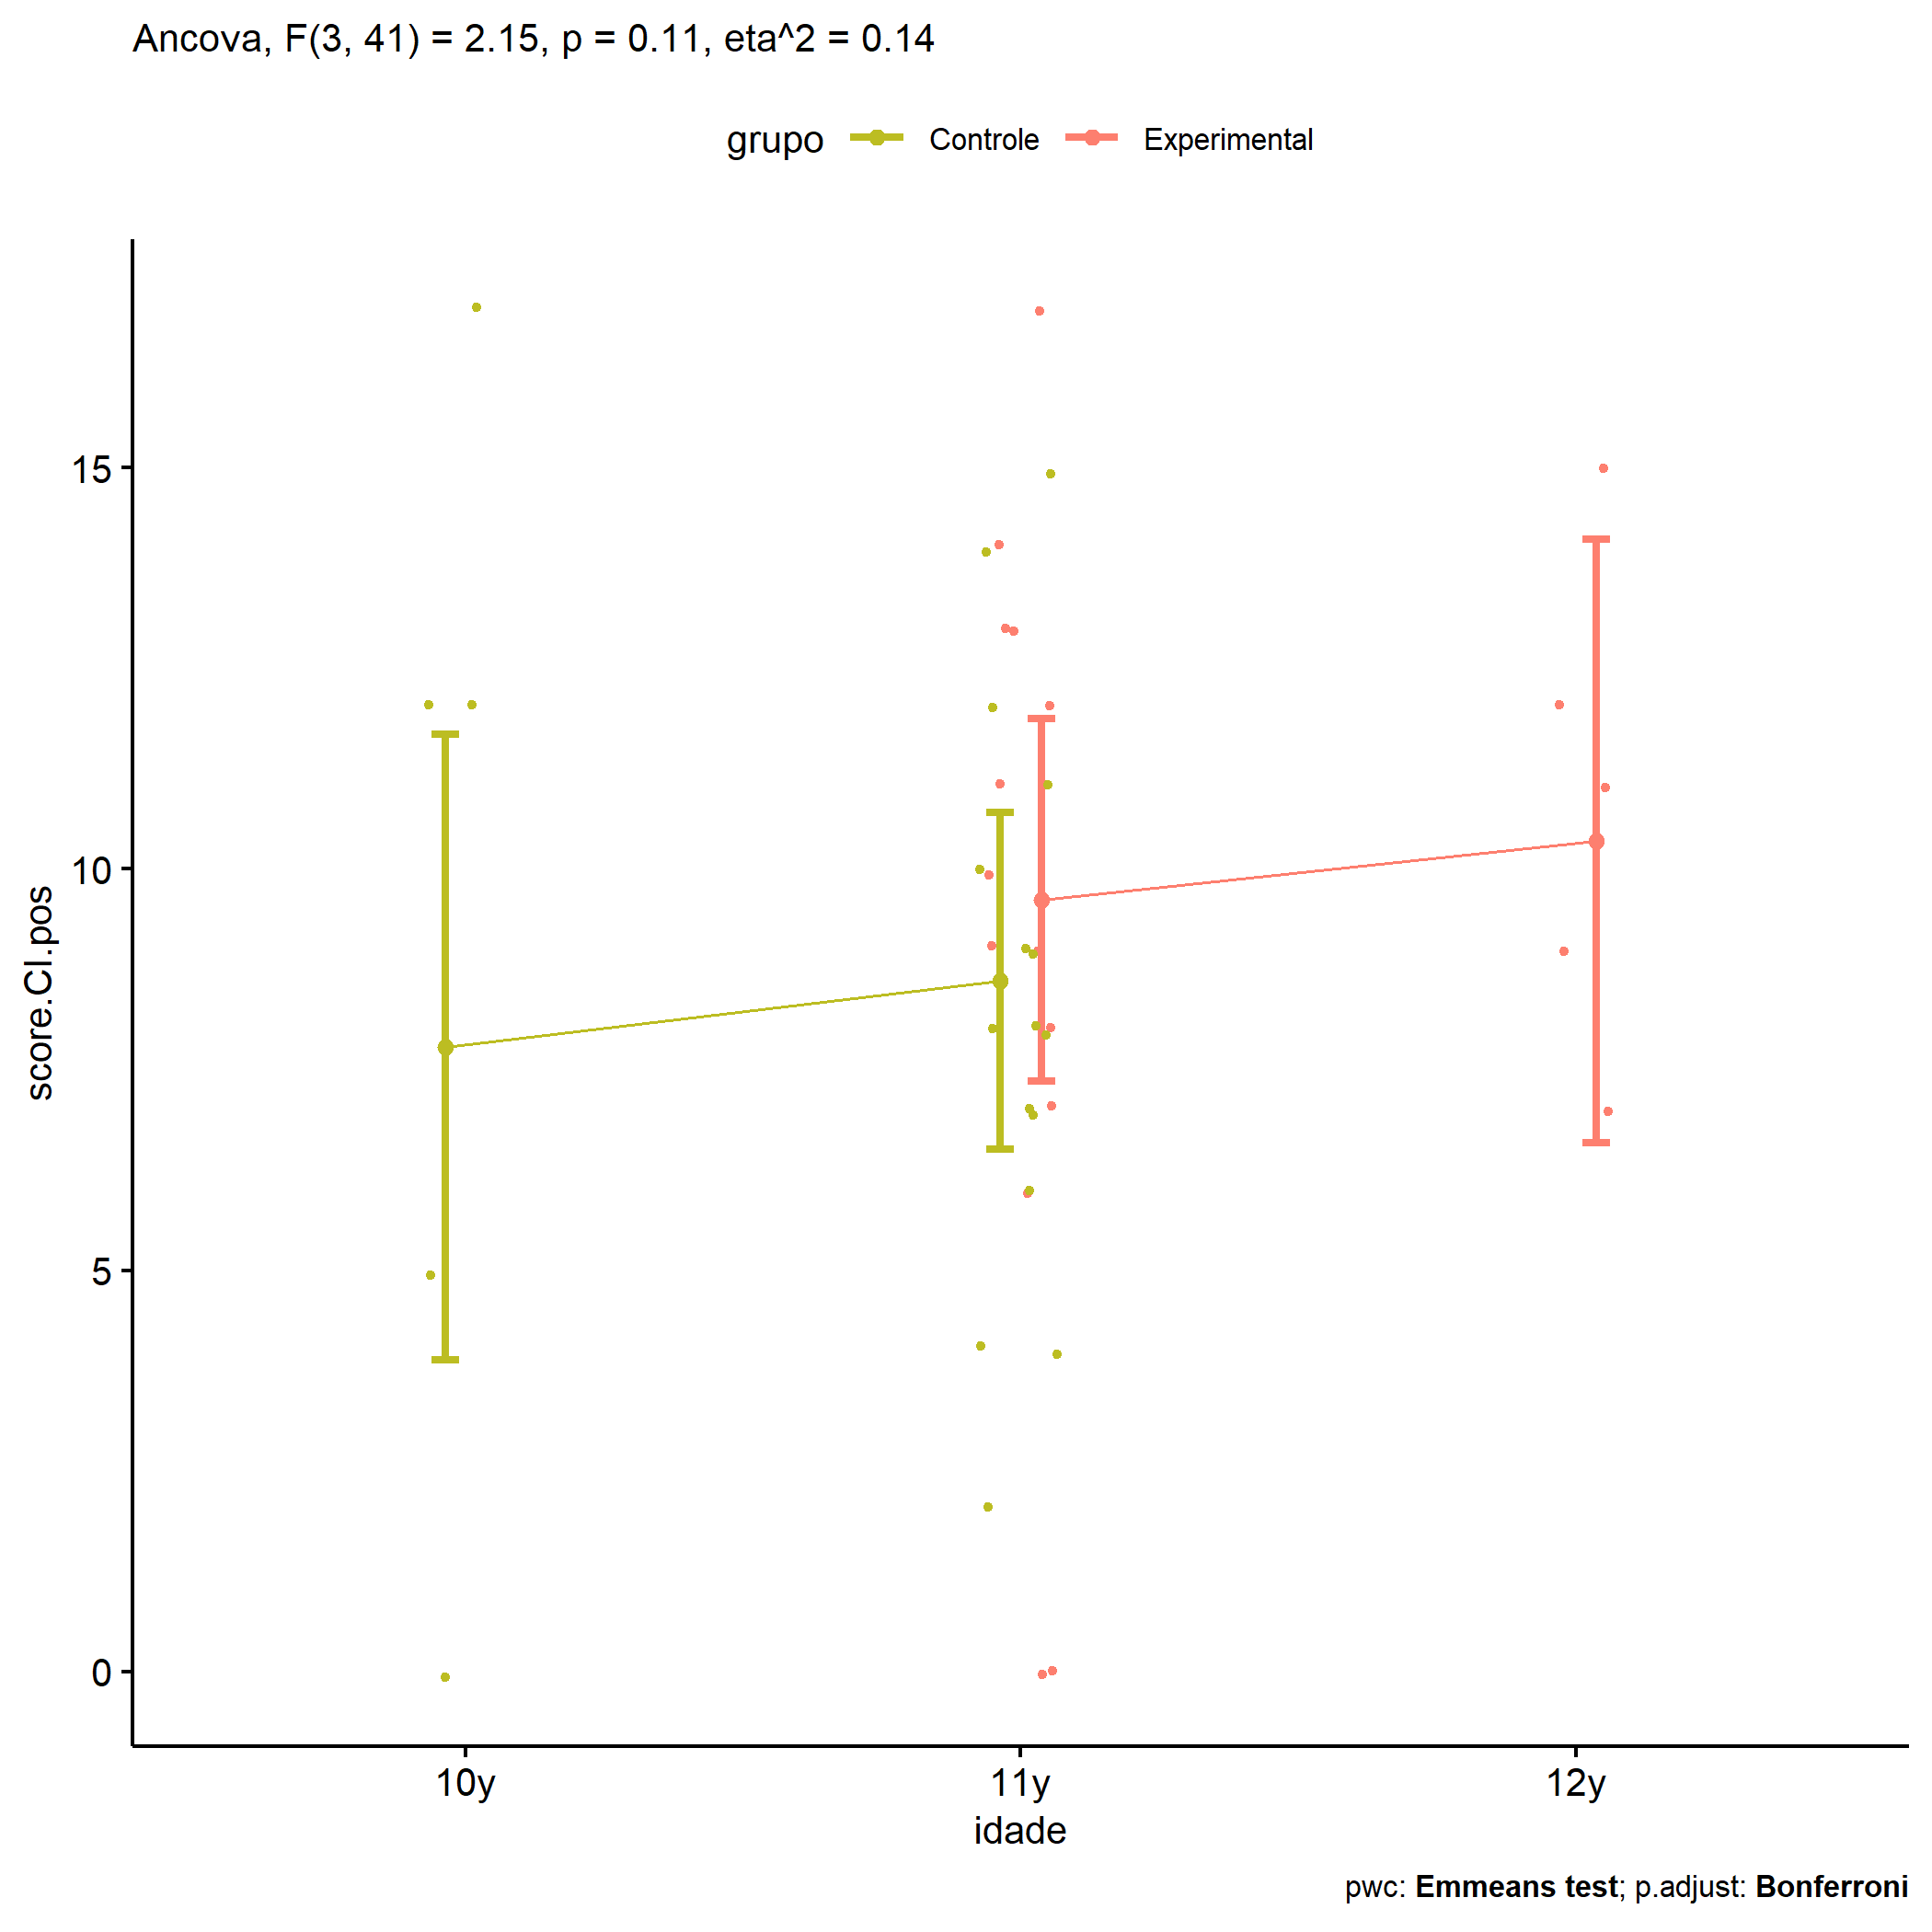 Ancova, F(3, 41) = 2.15, p = 0.11, eta^2 = 0.14
grupo Controle Experimental
score.CI.pos
15
10
5
0
10y 11y 12y
idade
pwc: Emmeans test; p.adjust: Bonferroni